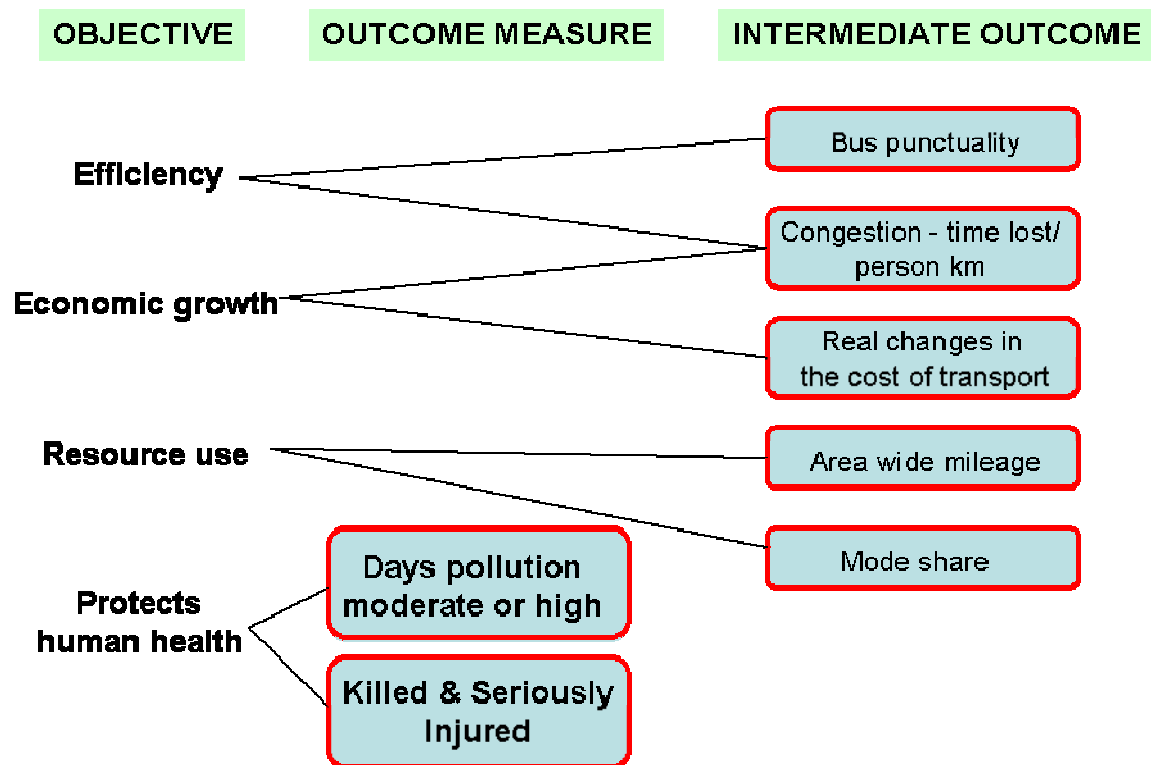 OBJECTIVE
OUTCOME MEASURE
INTERMEDIATE OUTCOME
Efficiency
Bus punctuality
Congestion - time lost/
person km
Economic growth
Real changes in
the cost of transport
Resource use
Area wide mileage
Mode share
Protects
human health
Days pollution
moderate or high
Killed & Seriously
Injured